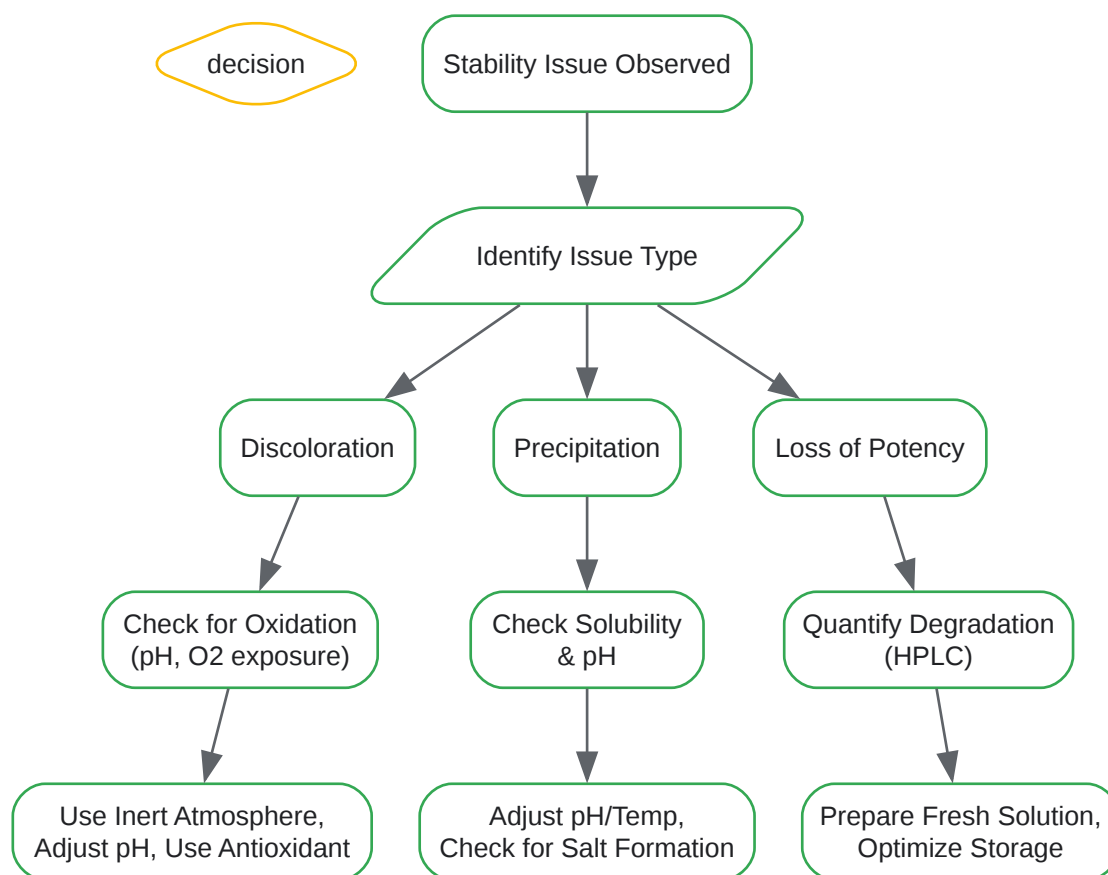 decision
Stability Issue Observed
Identify Issue Type
Discoloration
Precipitation
Loss of Potency
Check for Oxidation
(pH, O2 exposure)
Check Solubility
& pH
Quantify Degradation
(HPLC)
Use Inert Atmosphere,
Adjust pH, Use Antioxidant
Adjust pH/Temp,
Check for Salt Formation
Prepare Fresh Solution,
Optimize Storage